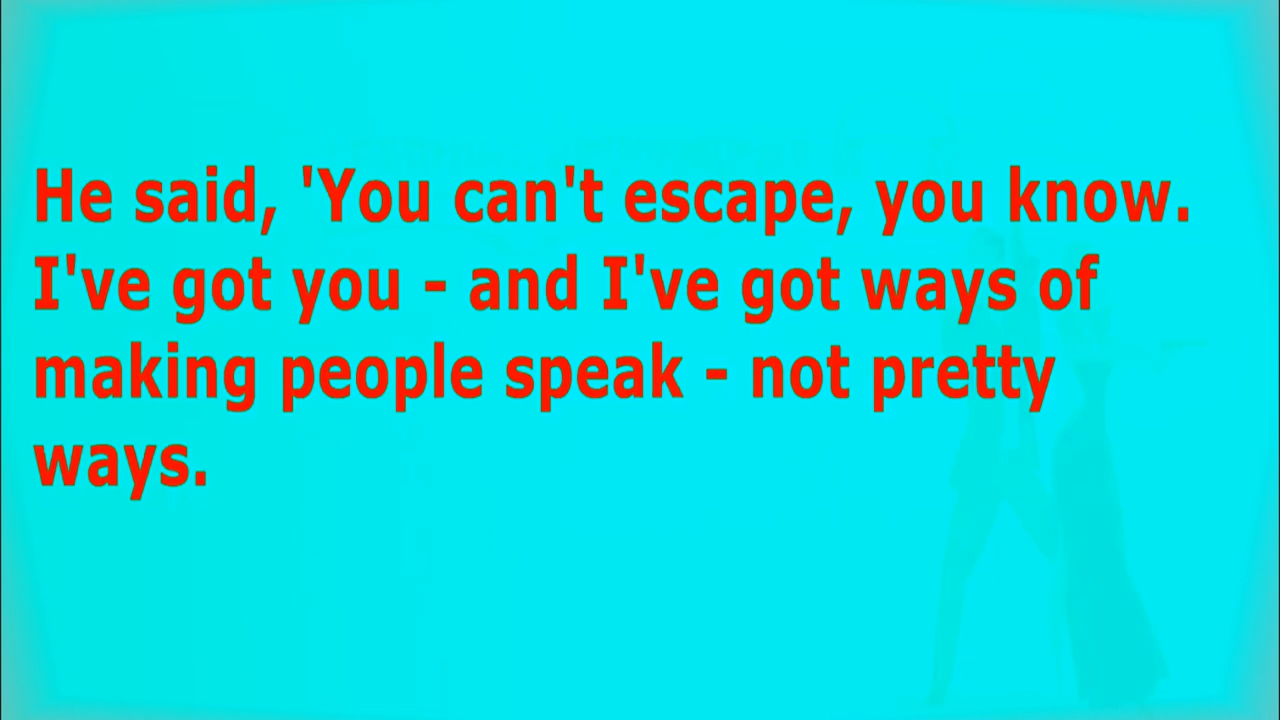 He said, 'You can't escape, you know.
I've got you - and I've got ways of
making people speak - not pretty
ways.